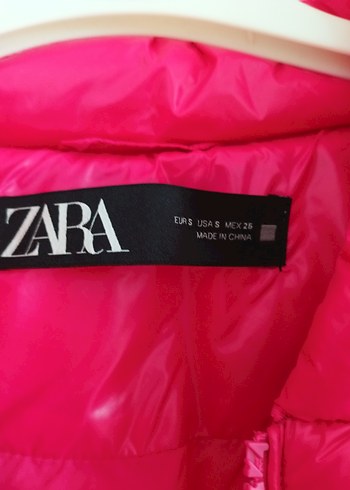 ZARA
EUR S USA S MEX 26
MADE IN CHINA